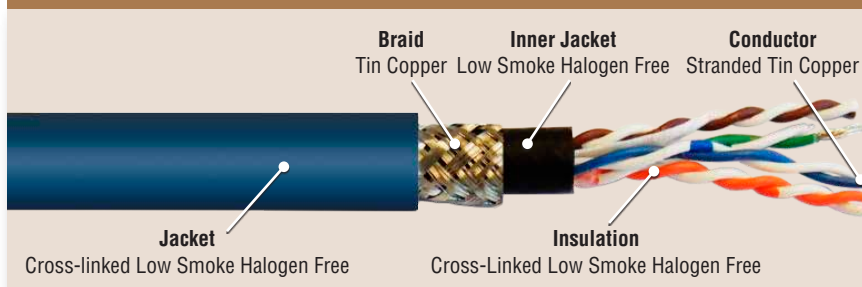 Braid
Tin Copper
Inner Jacket
Low Smoke Halogen Free
Conductor
Stranded Tin Copper
Jacket
Cross-linked Low Smoke Halogen Free
Insulation
Cross-Linked Low Smoke Halogen Free